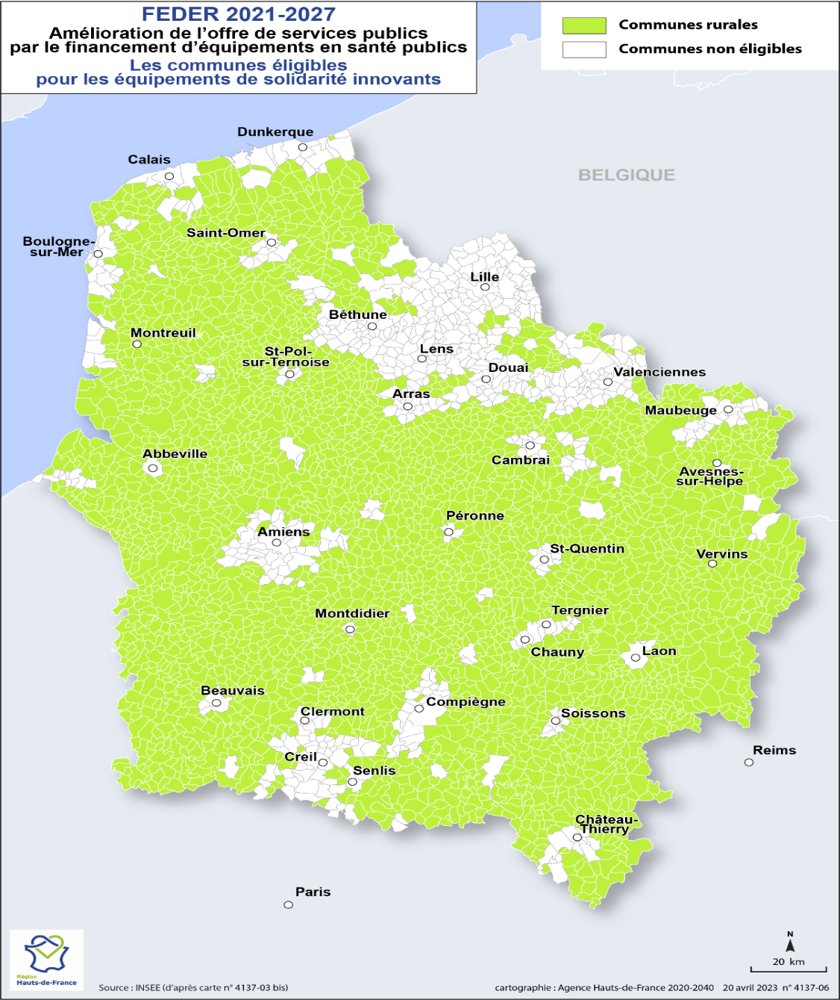 FEDER 2021-2027
Amélioration de l’offre de services publics
par le financement d’équipements en santé publics
Les communes éligibles
pour les équipements de solidarité innovants
Communes rurales
Communes non éligibles
Dunkerque
Calais
BELGIQUE
Saint-Omer
Boulogne-
sur-Mer
Lille
Béthune
Montreuil
St-Pol-
sur-Ternoise
Lens
Douai
Valenciennes
Arras
Maubeuge
Abbeville
Cambrai
Avesnes-
sur-Helpe
Péronne
Amiens
St-Quentin
Vervins
Montdidier
Tergnier
Chauny
Laon
Beauvais
Compiègne
Clermont
Soissons
Reims
Creil
Senlis
Château-
Thierry
Paris
N
20 km
Région
Hauts-de-France
Source : INSEE (d’après carte n° 4137-03 bis)
cartographie : Agence Hauts-de-France 2020-2040 20 avril 2023 n° 4137-06